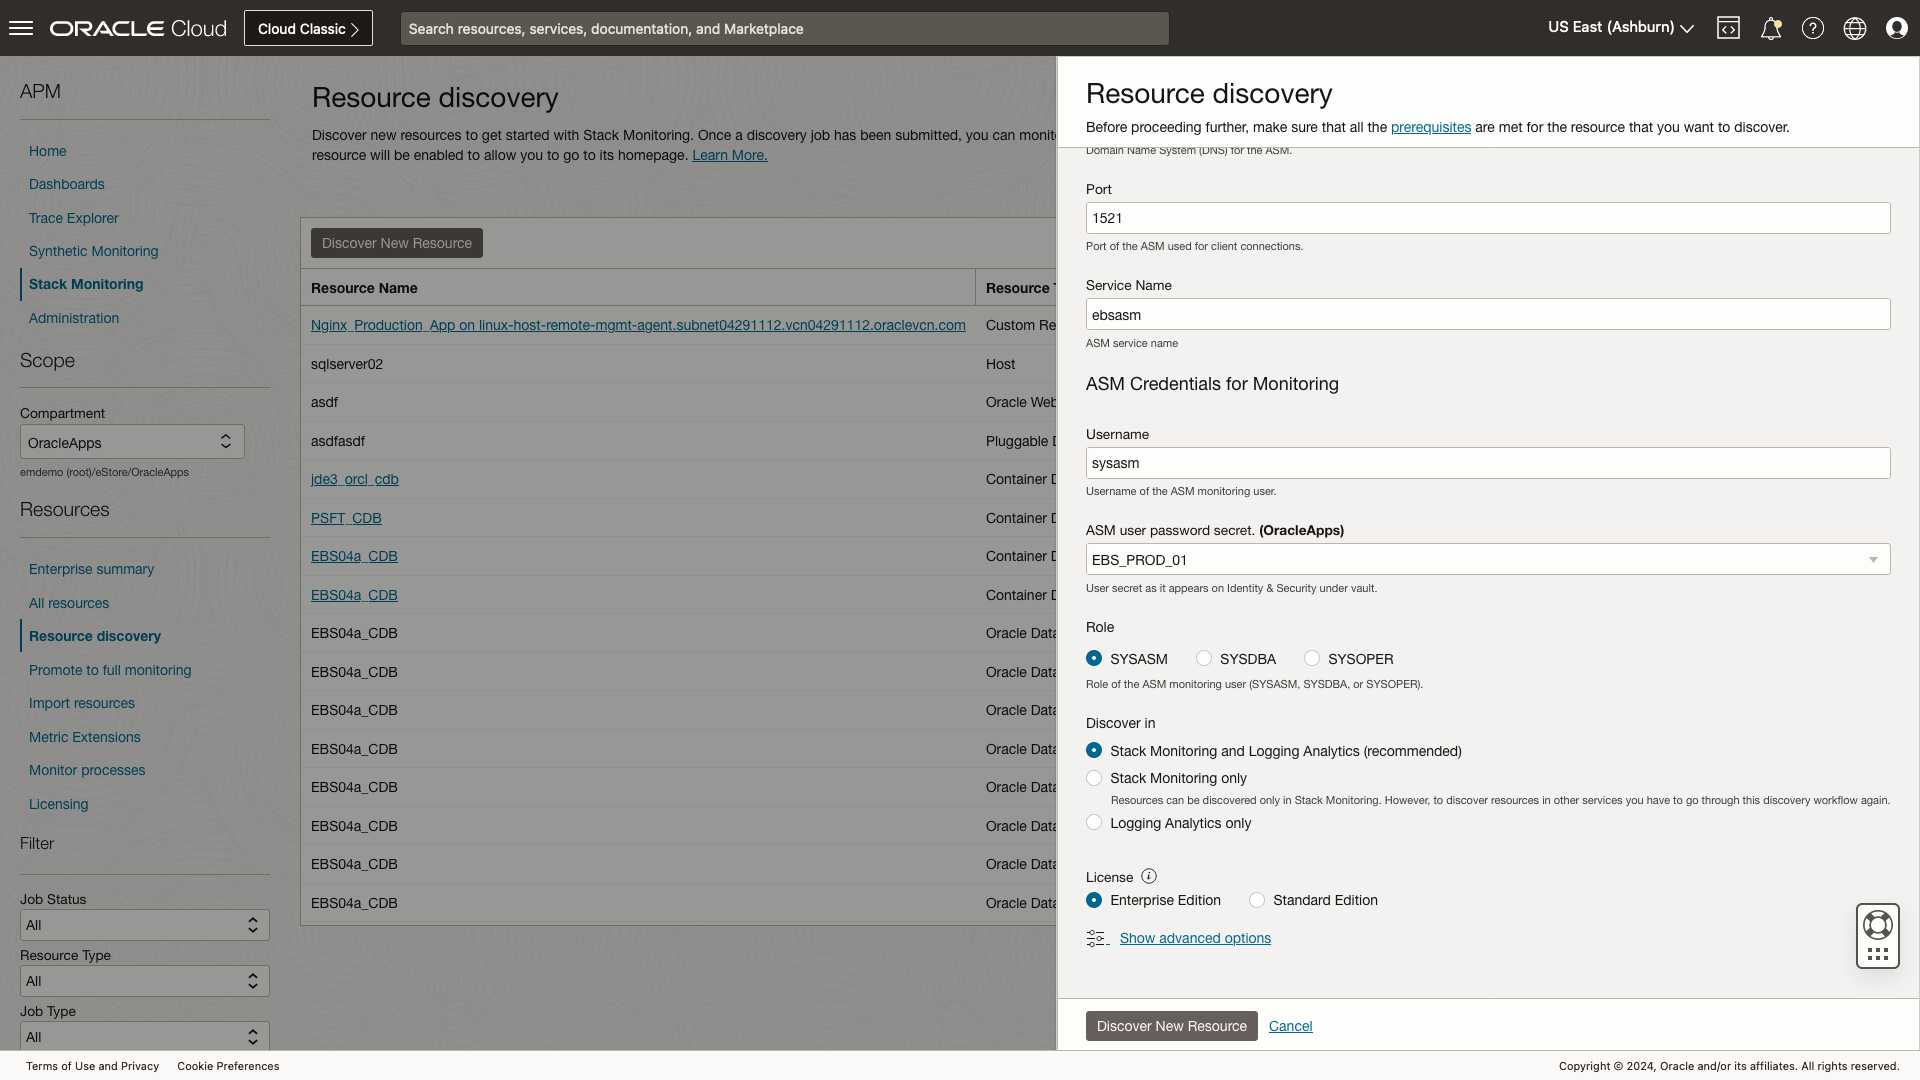 ORACLE Cloud
Cloud Classic
Search resources, services, documentation, and Marketplace
US East (Ashburn)
APM
Home
Dashboards
Trace Explorer
Synthetic Monitoring
Stack Monitoring
Administration
Scope
Compartment
OracleApps
emdemo (root)/eStore/OracleApps
Resources
Enterprise summary
All resources
Resource discovery
Promote to full monitoring
Import resources
Metric Extensions
Monitor processes
Licensing
Filter
Job Status
All
Resource Type
All
Job Type
All
Resource discovery
Discover new resources to get started with Stack Monitoring. Once a discovery job has been submitted, you can monit
resource will be enabled to allow you to go to its homepage. Learn More.
Discover New Resource
Resource Name Resource T
Nginx_Production_App on linux-host-remote-mgmt-agent.subnet04291112.vcn04291112.oraclevcn.com Custom Re
sqlserver02 Host
asdf Oracle Web
asdfasdf Pluggable D
jde3_orcl_cdb Container D
PSFT_CDB Container D
EBS04a_CDB Container D
EBS04a_CDB Container D
EBS04a_CDB Oracle Data
EBS04a_CDB Oracle Data
EBS04a_CDB Oracle Data
EBS04a_CDB Oracle Data
EBS04a_CDB Oracle Data
EBS04a_CDB Oracle Data
EBS04a_CDB Oracle Data
EBS04a_CDB Oracle Data
Resource discovery
Before proceeding further, make sure that all the prerequisites are met for the resource that you want to discover.
Domain Name System (DNS) for the ASM.
Port
1521
Port of the ASM used for client connections.
Service Name
ebsasm
ASM service name
ASM Credentials for Monitoring
Username
sysasm
Username of the ASM monitoring user.
ASM user password secret. (OracleApps)
EBS_PROD_01
User secret as it appears on Identity & Security under vault.
Role
SYSASM SYSDBA SYSOPER
Role of the ASM monitoring user (SYSASM, SYSDBA, or SYSOPER).
Discover in
Stack Monitoring and Logging Analytics (recommended)
Stack Monitoring only
Resources can be discovered only in Stack Monitoring. However, to discover resources in other services you have to go through this discovery workflow again.
Logging Analytics only
License
Enterprise Edition Standard Edition
Show advanced options
Discover New Resource Cancel
Terms of Use and Privacy Cookie Preferences
Copyright © 2024, Oracle and/or its affiliates. All rights reserved.